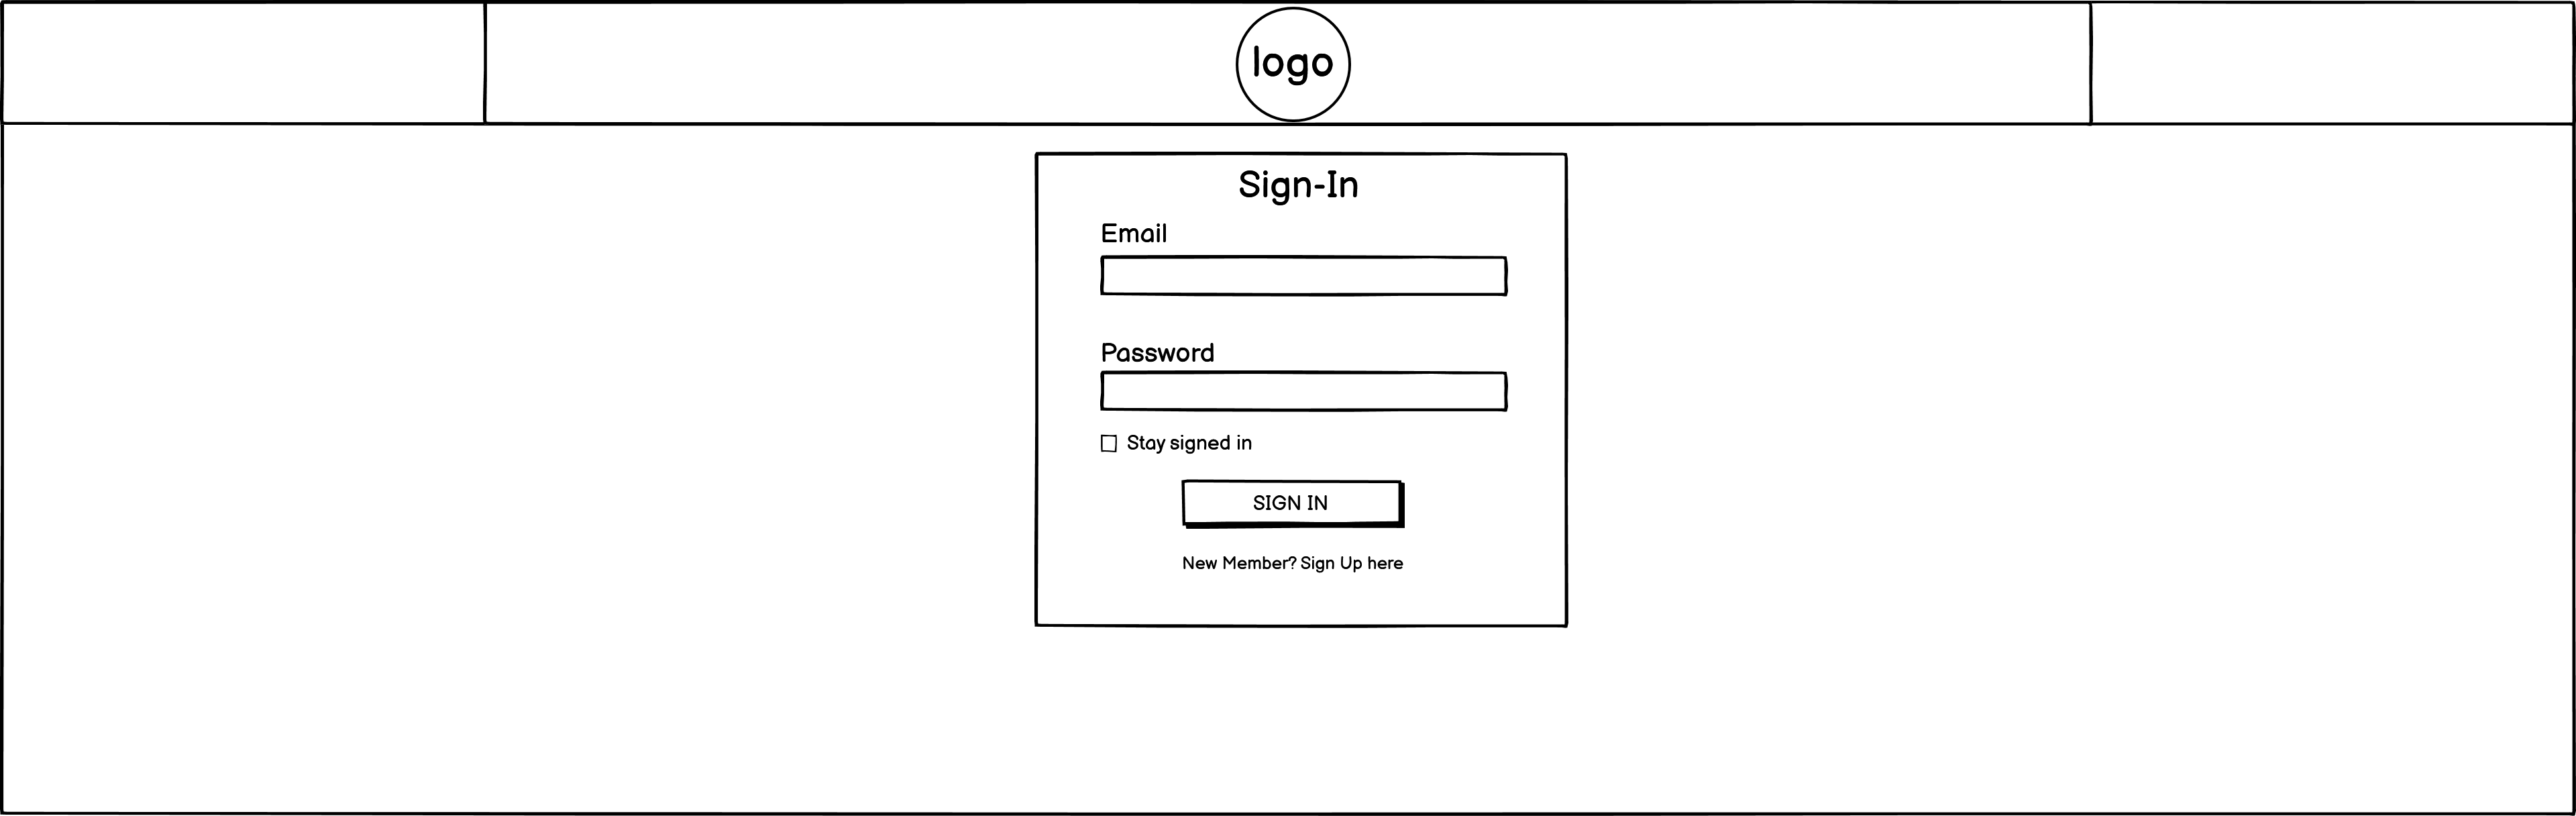 logo
Sign-In
Email
Password
Stay signed in
SIGN IN
New Member? Sign Up here